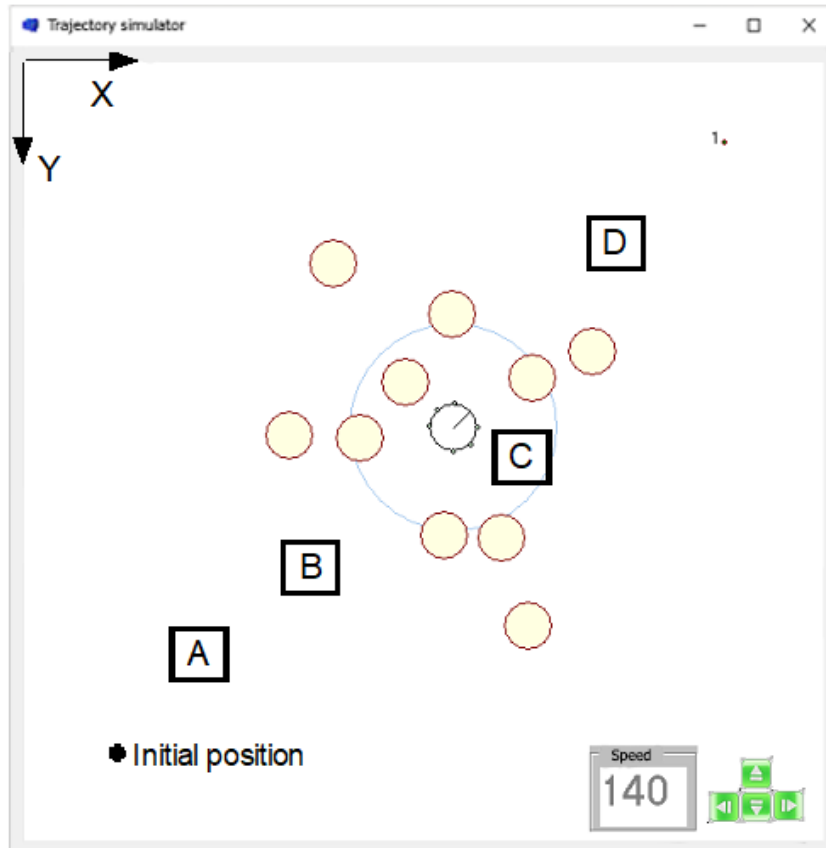 Trajectory simulator
X
Y
1
D
C
B
A
Initial position
Speed
140